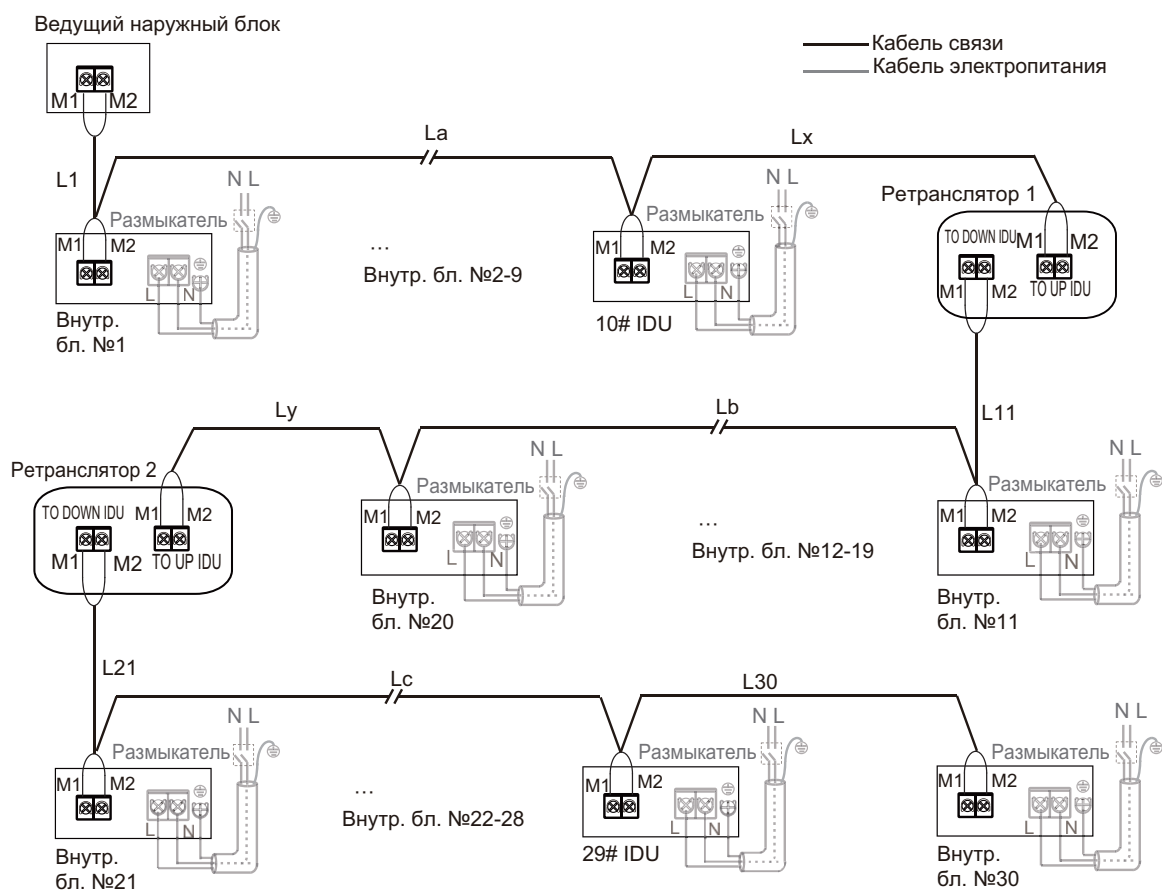 Ведущий наружный блок
M1 M2
Кабель связи
Кабель электропитания
L1
La
Lx
N L
Размыкатель
M1 M2
L N
Внутр.
бл. №1
...
Внутр. бл. №2-9
N L
Размыкатель
M1 M2
L N
10# IDU
Ретранслятор 1
TO DOWN IDU
M1 M2
M1 M2
TO UP IDU
L11
Ly
Lb
Ретранслятор 2
TO DOWN IDU
M1 M2
M1 M2
TO UP IDU
N L
Размыкатель
M1 M2
L N
Внутр.
бл. №20
...
Внутр. бл. №12-19
N L
Размыкатель
M1 M2
L N
Внутр.
бл. №11
L21
Lc
L30
N L
Размыкатель
M1 M2
L N
Внутр.
бл. №21
...
Внутр. бл. №22-28
N L
Размыкатель
M1 M2
L N
29# IDU
N L
Размыкатель
M1 M2
L N
Внутр.
бл. №30